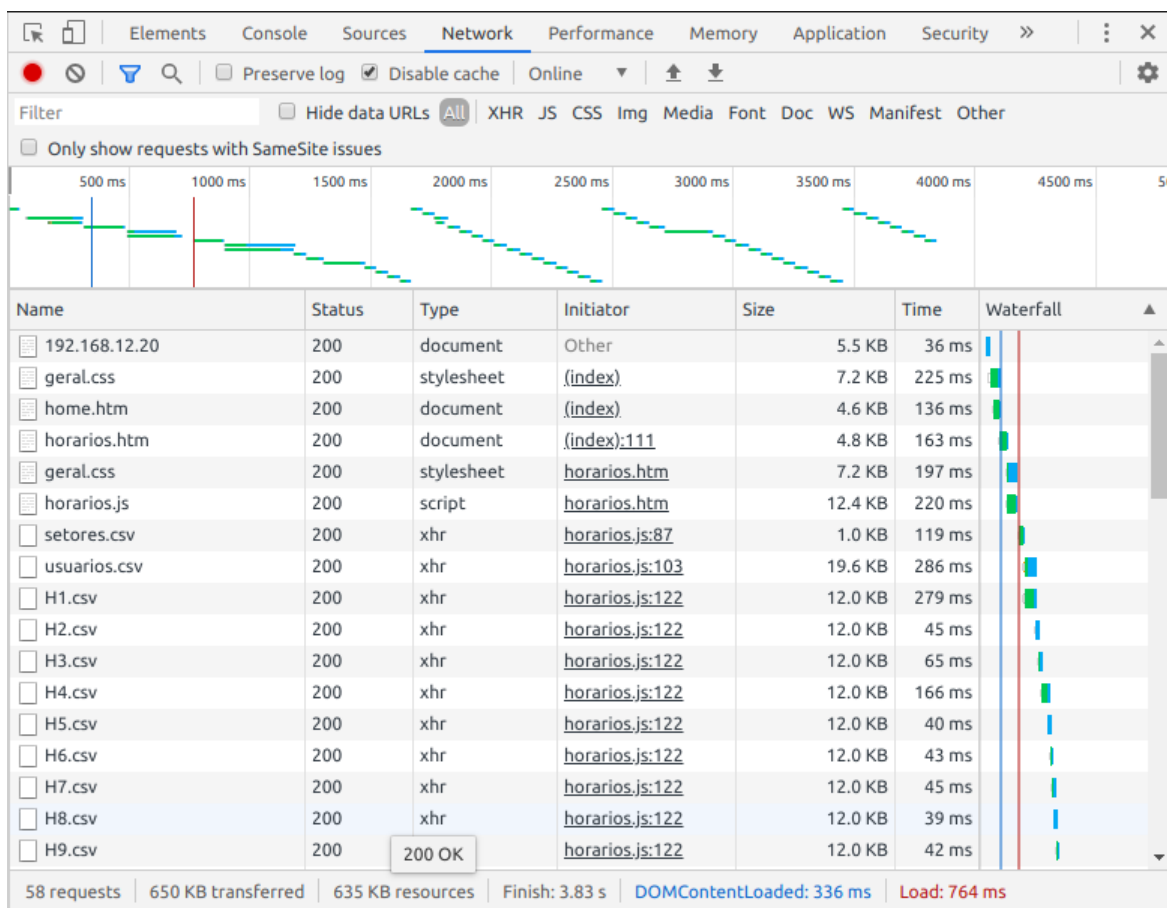 Elements Console Sources Network Performance Memory Application Security »
Preserve log Disable cache Online
Filter Hide data URLs All XHR JS CSS Img Media Font Doc WS Manifest Other
Only show requests with SameSite issues
500 ms 1000 ms 1500 ms 2000 ms 2500 ms 3000 ms 3500 ms 4000 ms 4500 ms 5
Name Status Type Initiator Size Time Waterfall
192.168.12.20 200 document Other 5.5 KB 36 ms
geral.css 200 stylesheet (index) 7.2 KB 225 ms
home.htm 200 document (index) 4.6 KB 136 ms
horarios.htm 200 document (index):111 4.8 KB 163 ms
geral.css 200 stylesheet horarios.htm 7.2 KB 197 ms
horarios.js 200 script horarios.htm 12.4 KB 220 ms
setores.csv 200 xhr horarios.js:87 1.0 KB 119 ms
usuarios.csv 200 xhr horarios.js:103 19.6 KB 286 ms
H1.csv 200 xhr horarios.js:122 12.0 KB 279 ms
H2.csv 200 xhr horarios.js:122 12.0 KB 45 ms
H3.csv 200 xhr horarios.js:122 12.0 KB 65 ms
H4.csv 200 xhr horarios.js:122 12.0 KB 166 ms
H5.csv 200 xhr horarios.js:122 12.0 KB 40 ms
H6.csv 200 xhr horarios.js:122 12.0 KB 43 ms
H7.csv 200 xhr horarios.js:122 12.0 KB 45 ms
H8.csv 200 xhr horarios.js:122 12.0 KB 39 ms
H9.csv 200 horarios.js:122 12.0 KB 42 ms
200 OK
58 requests 650 KB transferred 635 KB resources Finish: 3.83 s DOMContentLoaded: 336 ms Load: 764 ms